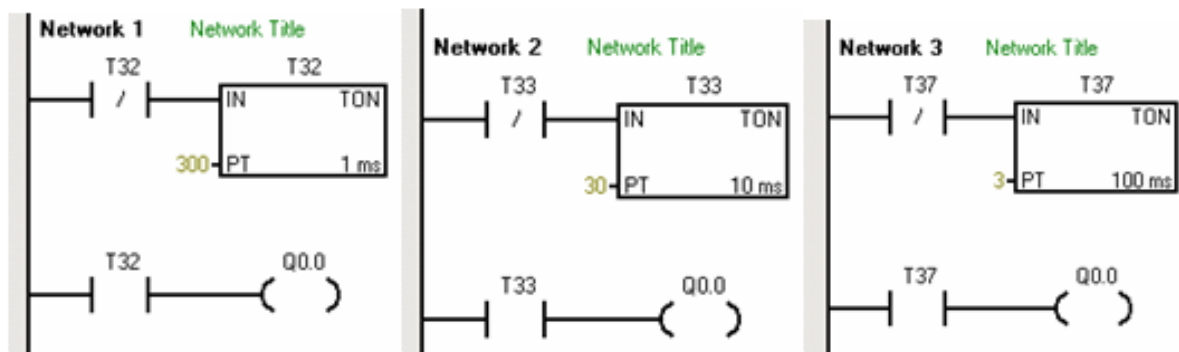 Network 1 Network Title
T32 T32
/ IN TON
300 PT 1 ms
T32 Q0.0
Network 2 Network Title
T33 T33
/ IN TON
30 PT 10 ms
T33 Q0.0
Network 3 Network Title
T37 T37
/ IN TON
3 PT 100 ms
T37 Q0.0